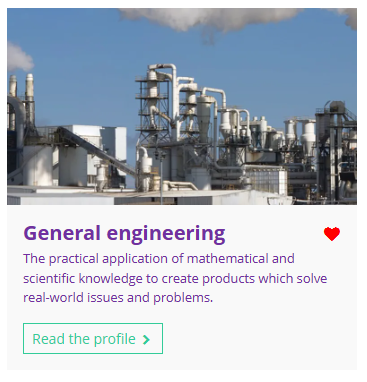 General engineering
The practical application of mathematical and
scientific knowledge to create products which solve
real-world issues and problems.
Read the profile